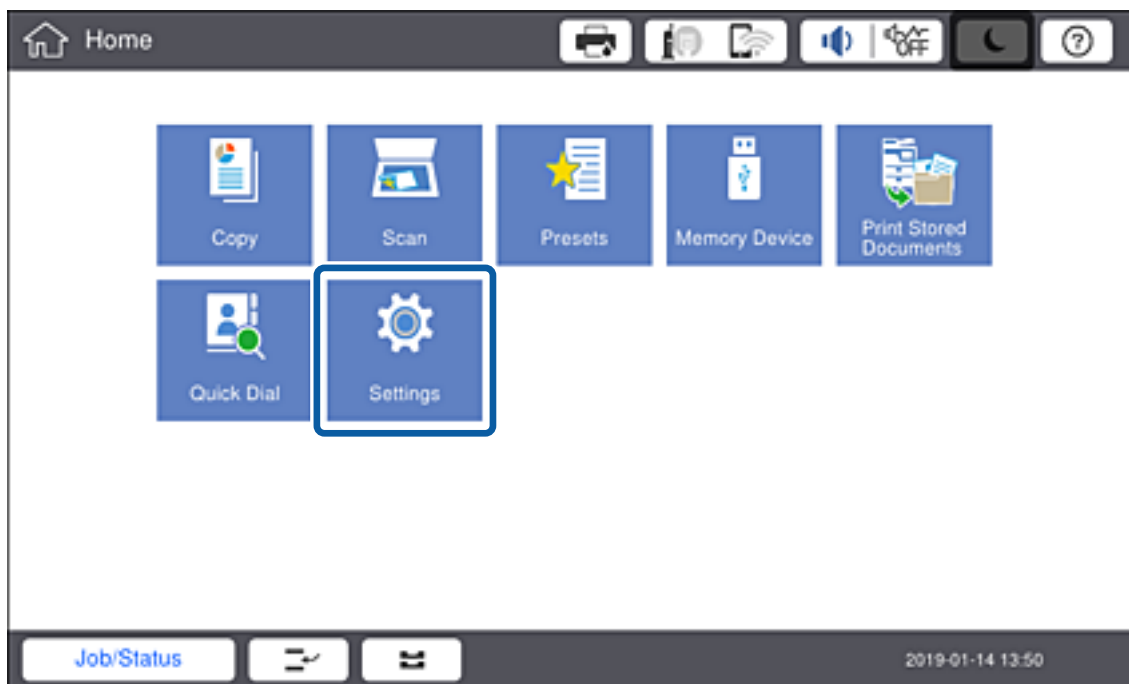 Home
OFF
?
Copy
Scan
Presets
Memory Device
Print Stored
Documents
Quick Dial
Settings
Job/Status
2019-01-14 13:50